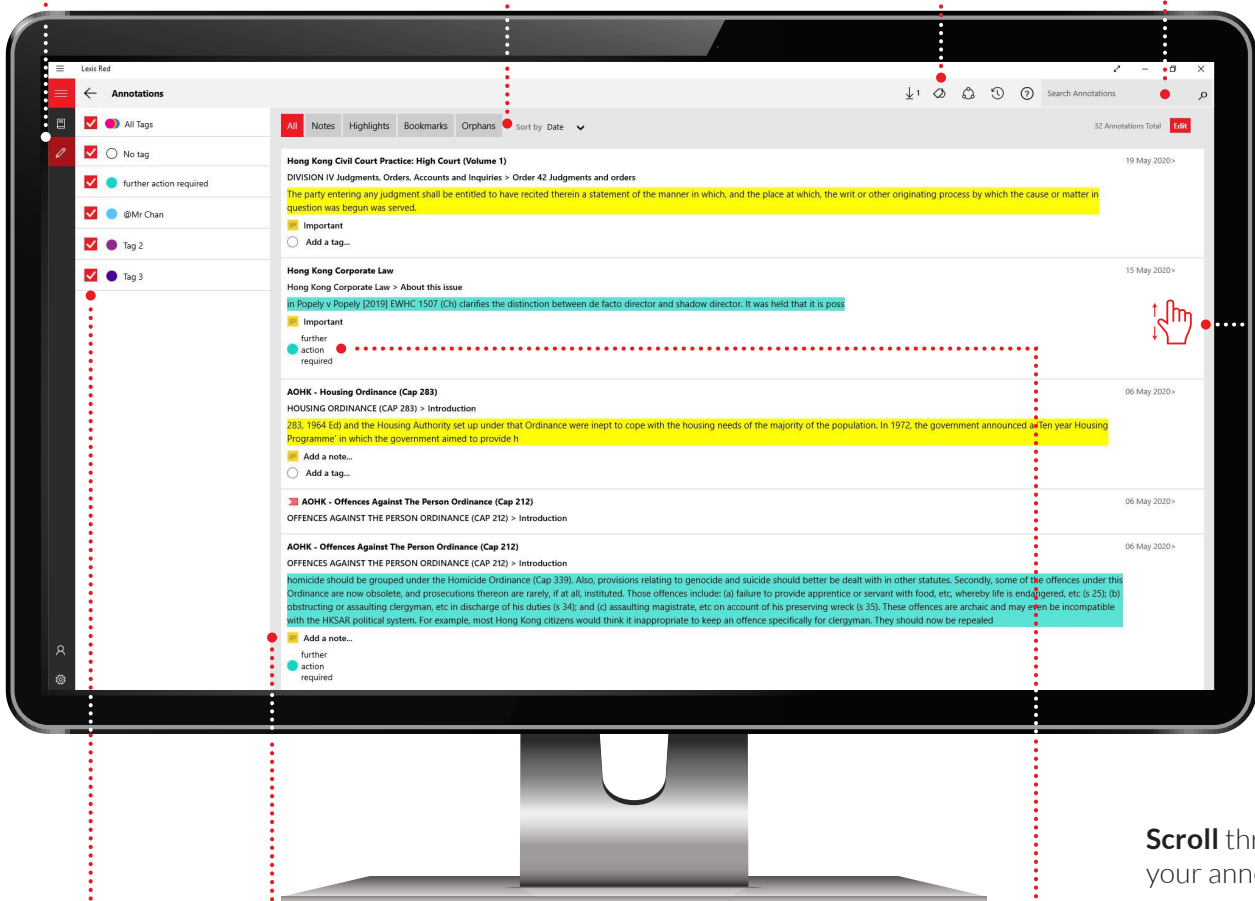 Lexis Red
Annotations
1
Search Annotations
All Tags
No tag
further action required
@Mr Chan
Tag 2
Tag 3
All Notes Highlights Bookmarks Orphans Sort by Date
32 Annotations Total Edit
Hong Kong Civil Court Practice: High Court (Volume 1)
19 May 2020>
DIVISION IV Judgments, Orders, Accounts and Inquiries > Order 42 Judgments and orders
The party entering any judgment shall be entitled to have recited therein a statement of the manner in which, and the place at which, the writ or other originating process by which the cause or matter in
question was begun was served.
Important
Add a tag...
Hong Kong Corporate Law
15 May 2020>
Hong Kong Corporate Law > About this issue
in Popely v Popely [2019] EWHC 1507 (Ch) clarifies the distinction between de facto director and shadow director. It was held that it is poss
Important
further
action
required
AOHK - Housing Ordinance (Cap 283)
06 May 2020>
HOUSING ORDINANCE (CAP 283) > Introduction
283, 1964 Ed) and the Housing Authority set up under that Ordinance were inept to cope with the housing needs of the majority of the population. In 1972, the government announced a 'Ten year Housing
Programme' in which the government aimed to provide h
Add a note...
Add a tag...
AOHK - Offences Against The Person Ordinance (Cap 212)
06 May 2020>
OFFENCES AGAINST THE PERSON ORDINANCE (CAP 212) > Introduction
AOHK - Offences Against The Person Ordinance (Cap 212)
06 May 2020>
OFFENCES AGAINST THE PERSON ORDINANCE (CAP 212) > Introduction
homicide should be grouped under the Homicide Ordinance (Cap 339). Also, provisions relating to genocide and suicide should better be dealt with in other statutes. Secondly, some of the offences under this
Ordinance are now obsolete, and prosecutions thereon are rarely, if at all, instituted. Those offences include: (a) failure to provide apprentice or servant with food, etc, whereby life is endangered, etc (s 25); (b)
obstructing or assaulting clergyman, etc in discharge of his duties (s 34); and (c) assaulting magistrate, etc on account of his preserving wreck (s 35). These offences are archaic and may even be incompatible
with the HKSAR political system. For example, most Hong Kong citizens would think it inappropriate to keep an offence specifically for clergyman. They should now be repealed
Add a note...
further
action
required
Scroll thr
your anno